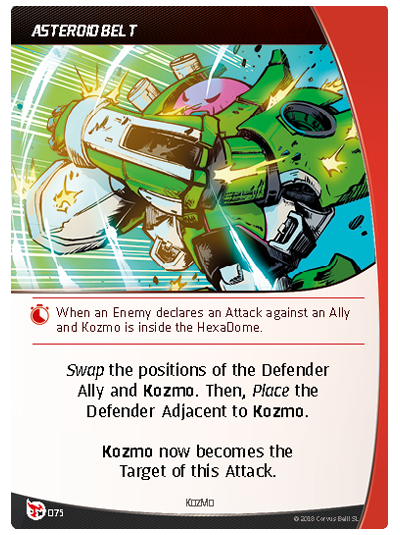 ASTEROID BELT
When an Enemy declares an Attack against an Ally
and Kozmo is inside the HexaDome.
Swap the positions of the Defender
Ally and Kozmo. Then, Place the
Defender Adjacent to Kozmo.
Kozmo now becomes the
Target of this Attack.
KozMo
075
© 2018 Corvus Belli SL